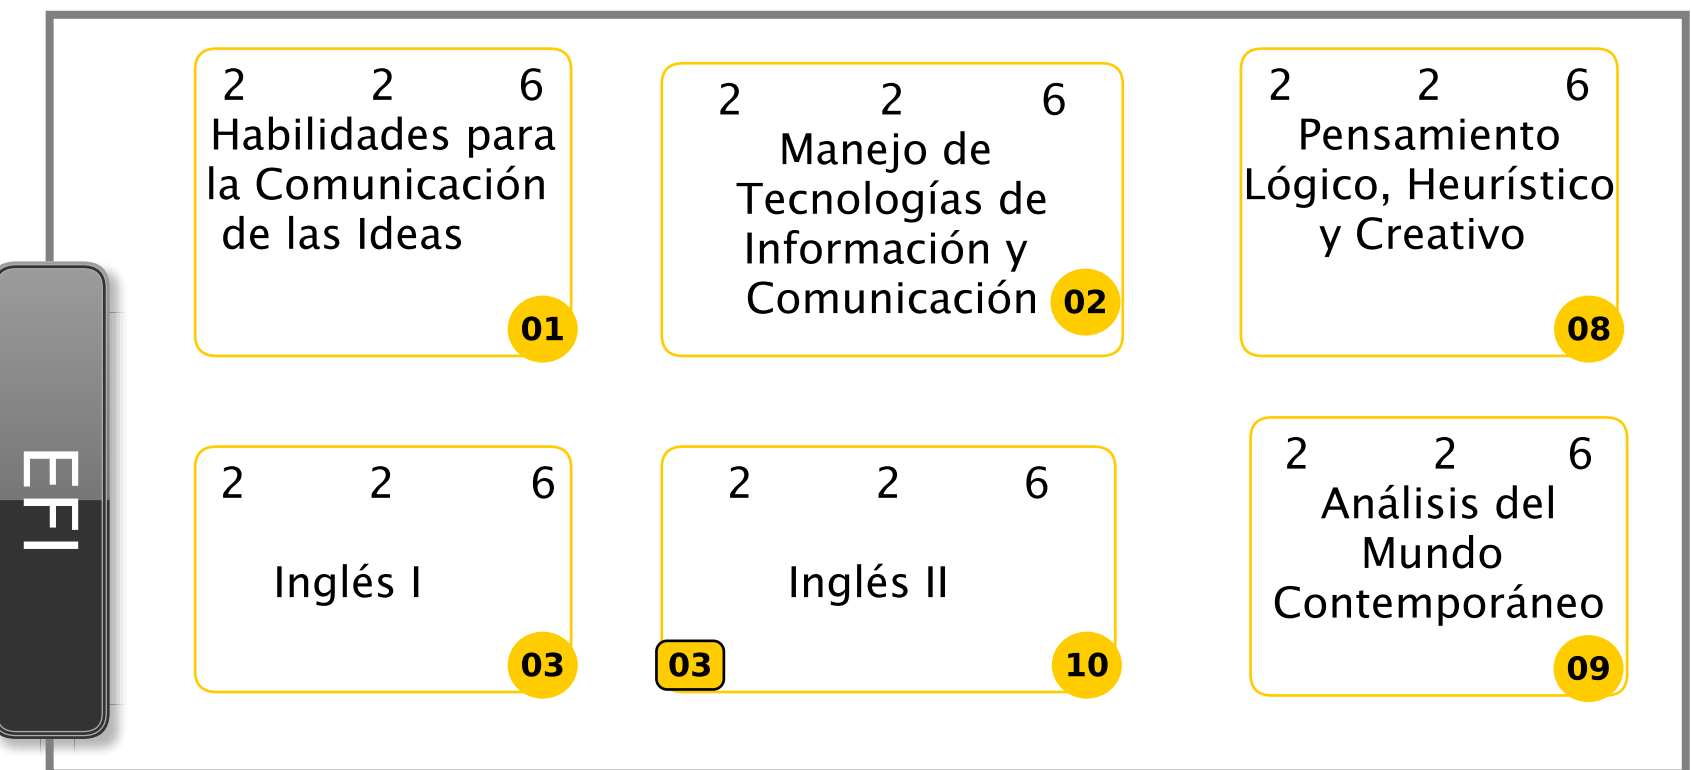 2 2 6
Habilidades para
la Comunicación
de las Ideas
01
2 2 6
Manejo de
Tecnologías de
Información y
Comunicación
02
2 2 6
Pensamiento
Lógico, Heurístico
y Creativo
08
EFI
2 2 6
Inglés I
03
2 2 6
Inglés II
03
10
2 2 6
Análisis del
Mundo
Contemporáneo
09